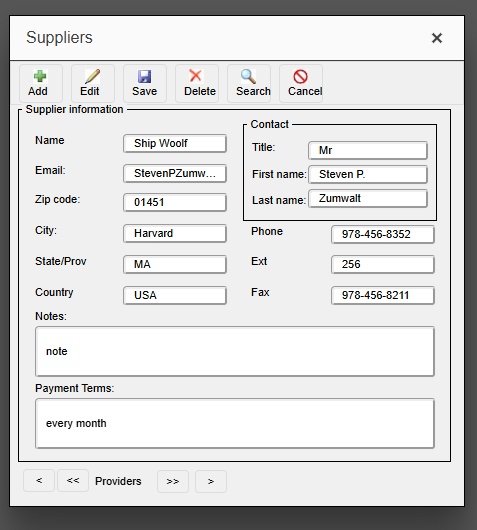 Suppliers ×
Add Edit Save Delete Search Cancel
Supplier information
Name Ship Woolf
Email: StevenPZumw...
Zip code: 01451
City: Harvard
State/Prov MA
Country USA
Contact
Title: Mr
First name: Steven P.
Last name: Zumwalt
Phone 978-456-8352
Ext 256
Fax 978-456-8211
Notes:
note
Payment Terms:
every month
< << Providers >> >